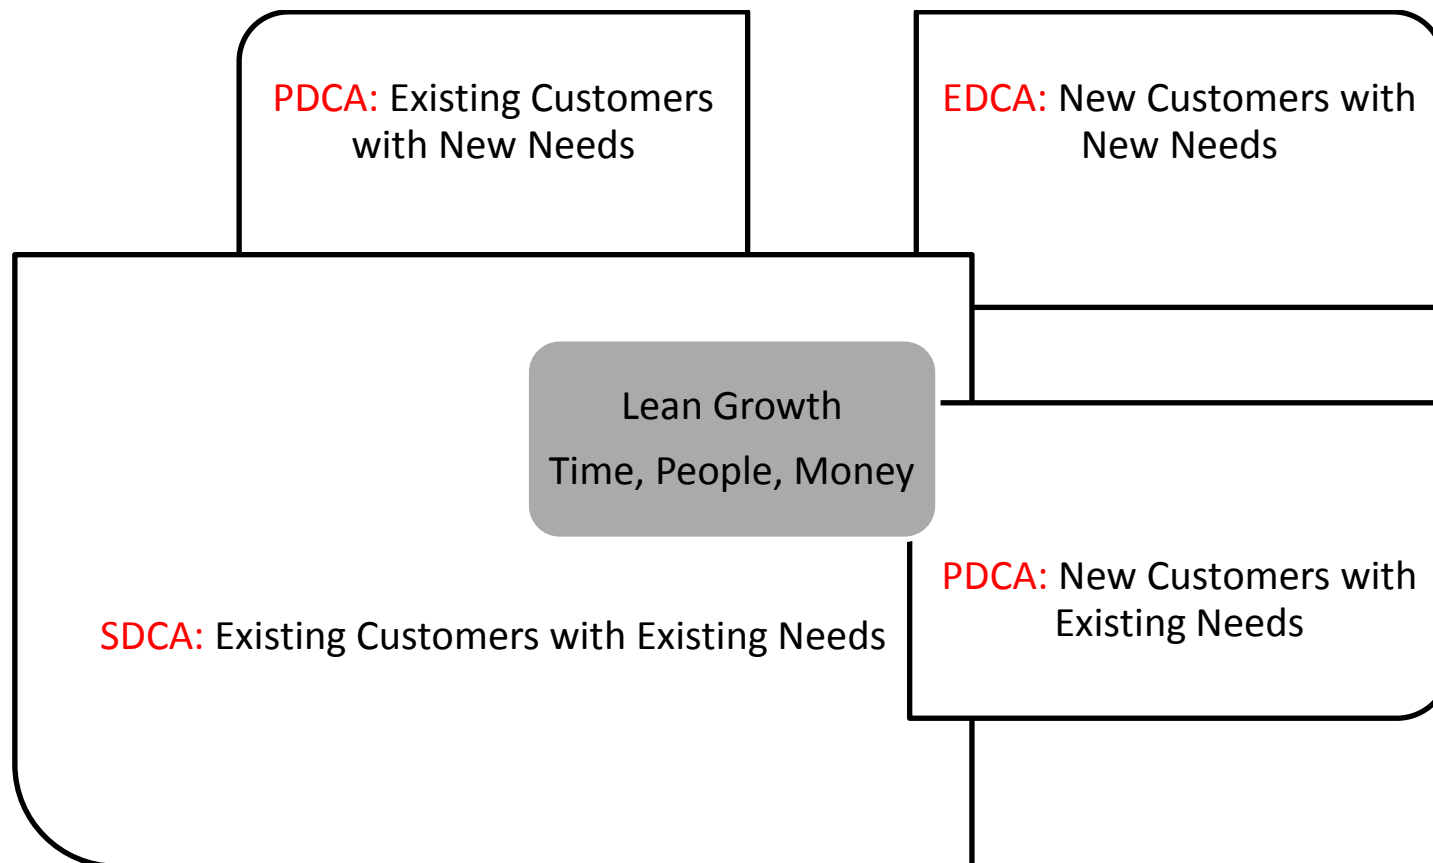 PDCA: Existing Customers
with New Needs
EDCA: New Customers with
New Needs
Lean Growth
Time, People, Money
SDCA: Existing Customers with Existing Needs
PDCA: New Customers with
Existing Needs